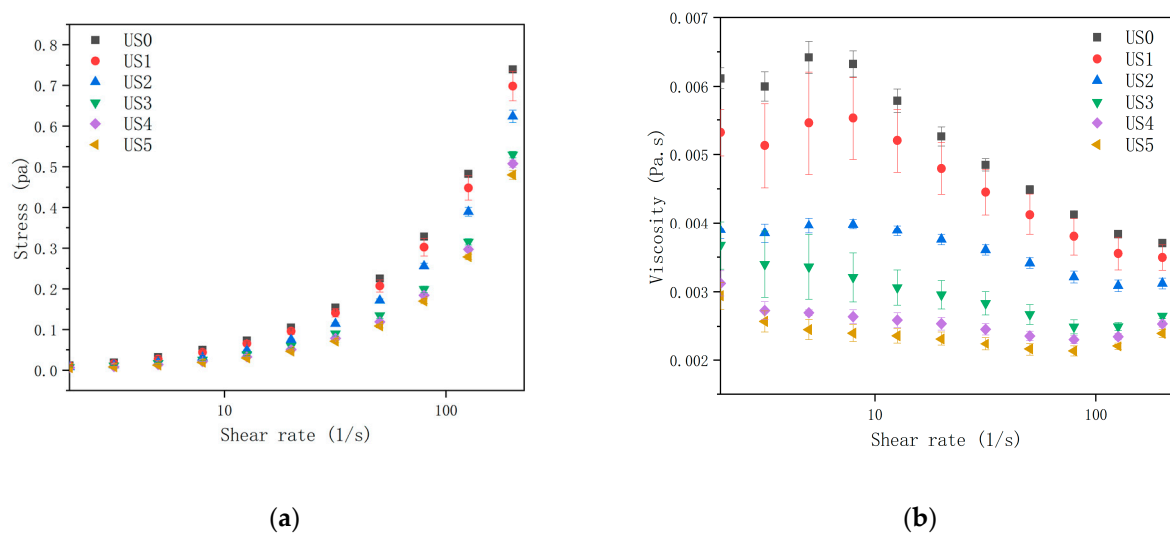 0.8
0.7
0.6
0.5
0.4
0.3
0.2
0.1
0.0
Stress (pa)
US0
US1
US2
US3
US4
US5
10
100
Shear rate (1/s)
(a)
0.007
0.006
0.005
0.004
0.003
0.002
Viscosity (Pa.s)
US0
US1
US2
US3
US4
US5
10
100
Shear rate (1/s)
(b)